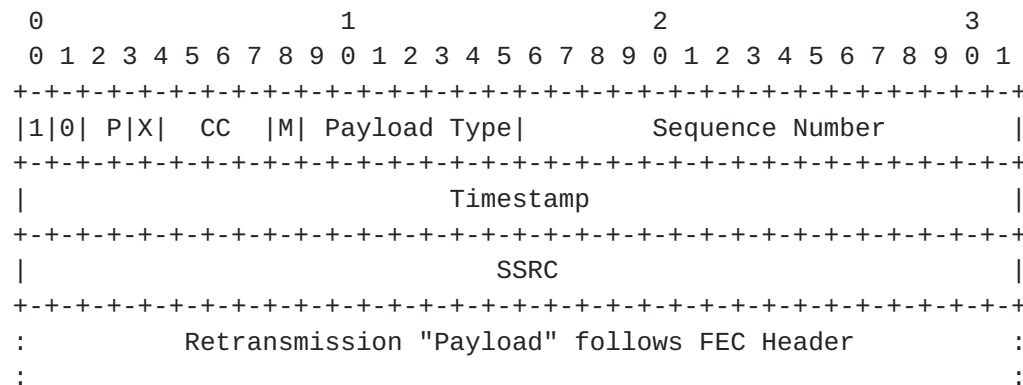 0                   1                   2                   3
 0 1 2 3 4 5 6 7 8 9 0 1 2 3 4 5 6 7 8 9 0 1 2 3 4 5 6 7 8 9 0 1
+-+-+-+-+-+-+-+-+-+-+-+-+-+-+-+-+-+-+-+-+-+-+-+-+-+-+-+-+-+-+-+-+
|1|0| P|X|  CC  |M| Payload Type|        Sequence Number        |
+-+-+-+-+-+-+-+-+-+-+-+-+-+-+-+-+-+-+-+-+-+-+-+-+-+-+-+-+-+-+-+-+
|                           Timestamp                           |
+-+-+-+-+-+-+-+-+-+-+-+-+-+-+-+-+-+-+-+-+-+-+-+-+-+-+-+-+-+-+-+-+
|                              SSRC                             |
+-+-+-+-+-+-+-+-+-+-+-+-+-+-+-+-+-+-+-+-+-+-+-+-+-+-+-+-+-+-+-+-+
:          Retransmission "Payload" follows FEC Header          :
:                                                               :